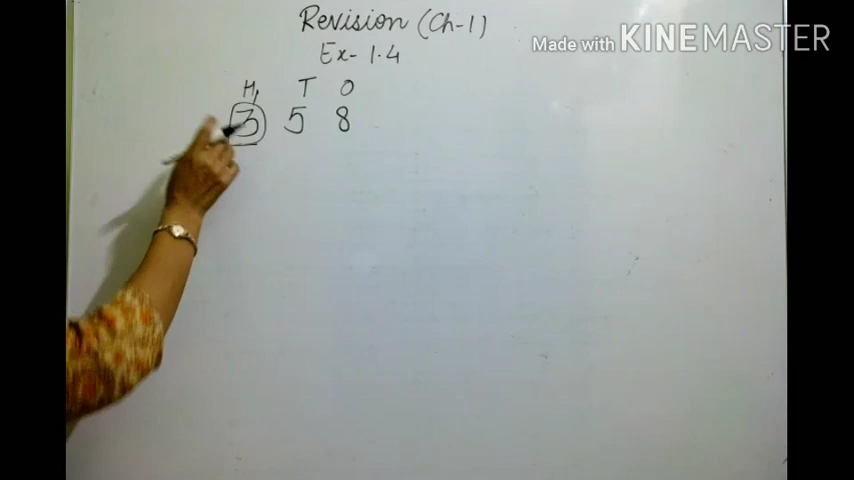 Revision (Ch-1)
Made with KINEMASTER
Ex- 1.4
H, T O
3 5 8